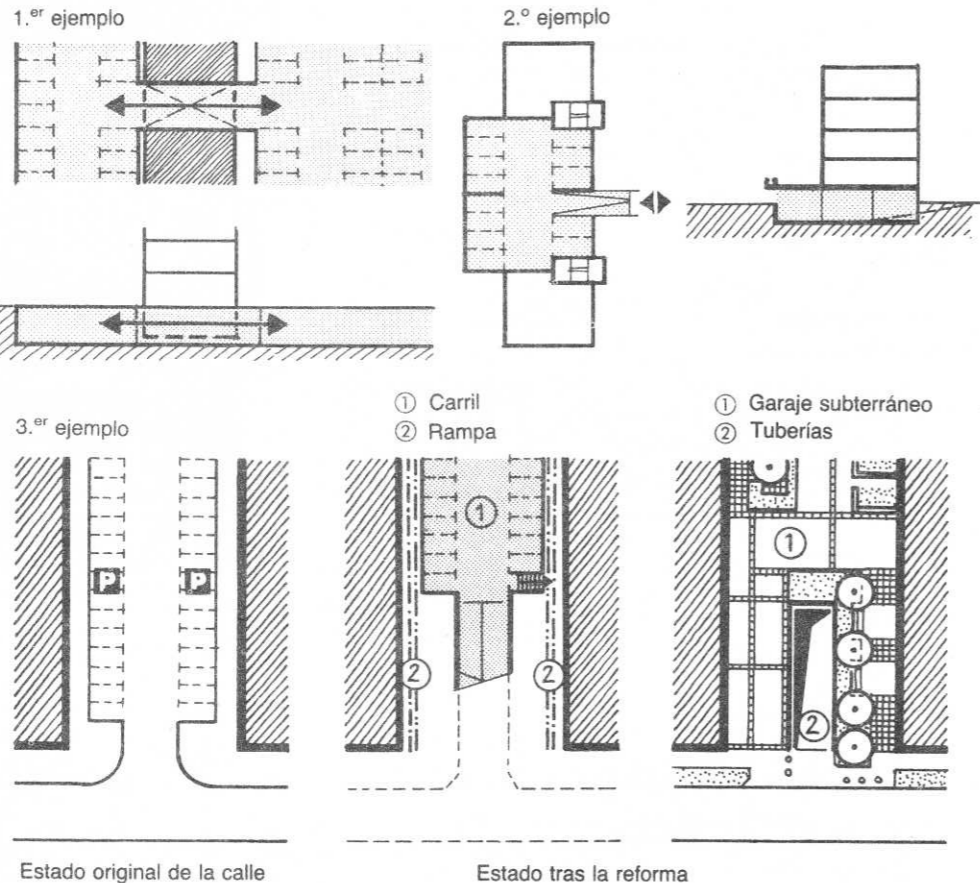 1.er ejemplo
2.º ejemplo
3.er ejemplo
① Carril
② Rampa
① Garaje subterráneo
② Tuberías
P P
① ① ② ② ②
Estado original de la calle
Estado tras la reforma